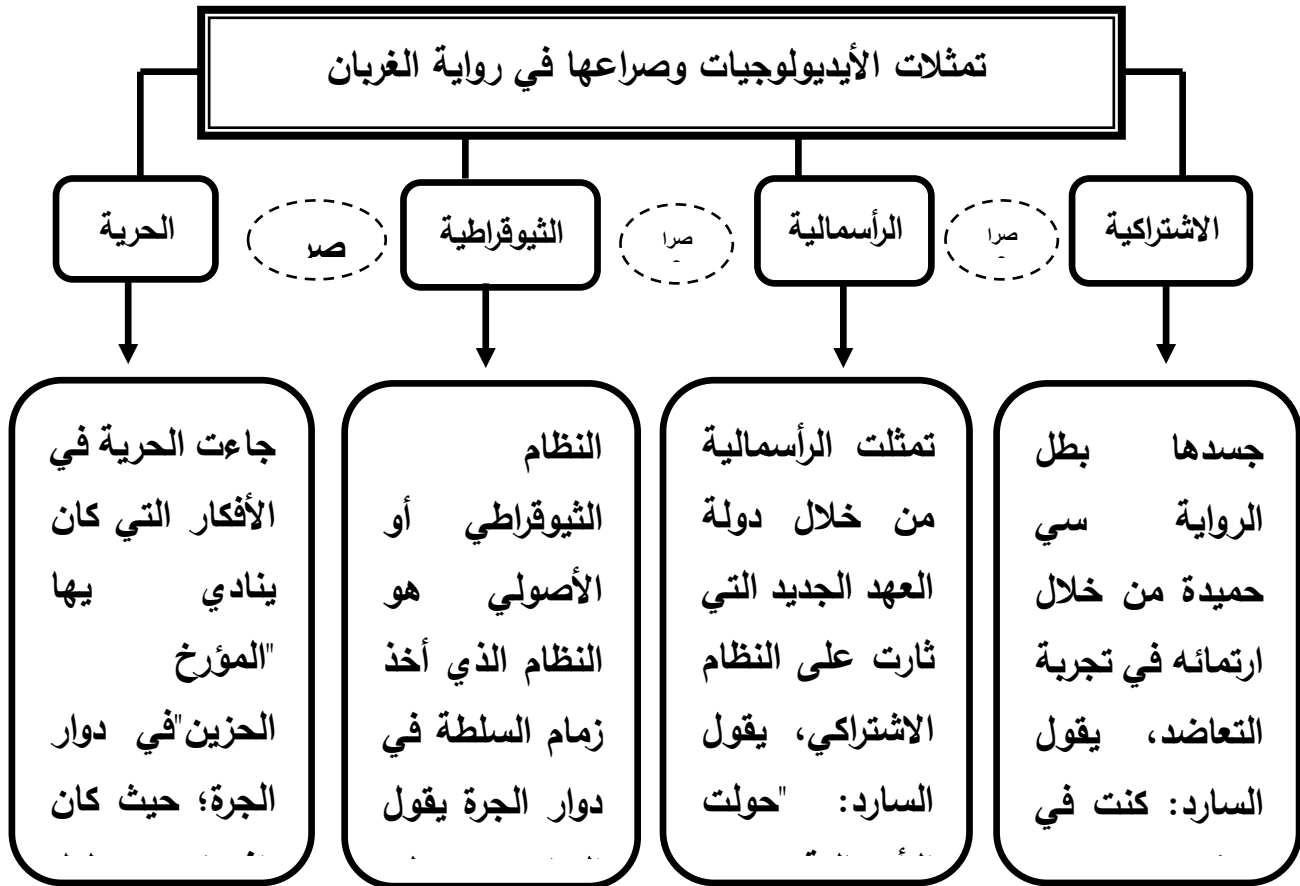 تمثلات الأيديولوجيات وصراعها في رواية الغربان
الاشتراكية
صرا
الرأسمالية
صرا
الثيوقراطية
صر
الحرية
جسدها بطل
الرواية سي
حميدة من خلال
ارتمائه في تجربة
التعاضد، يقول
السارد: كنت في
تمثلت الرأسمالية
من خلال دولة
العهد الجديد التي
ثارت على النظام
الاشتراكي، يقول
السارد: "حولت
النظام
الثيوقراطي أو
الأصولي هو
النظام الذي أخذ
زمام السلطة في
دوار الجرة يقول
جاءت الحرية في
الأفكار التي كان
ينادي يها
"المؤرخ
الحزين"في دوار
الجرة؛ حيث كان